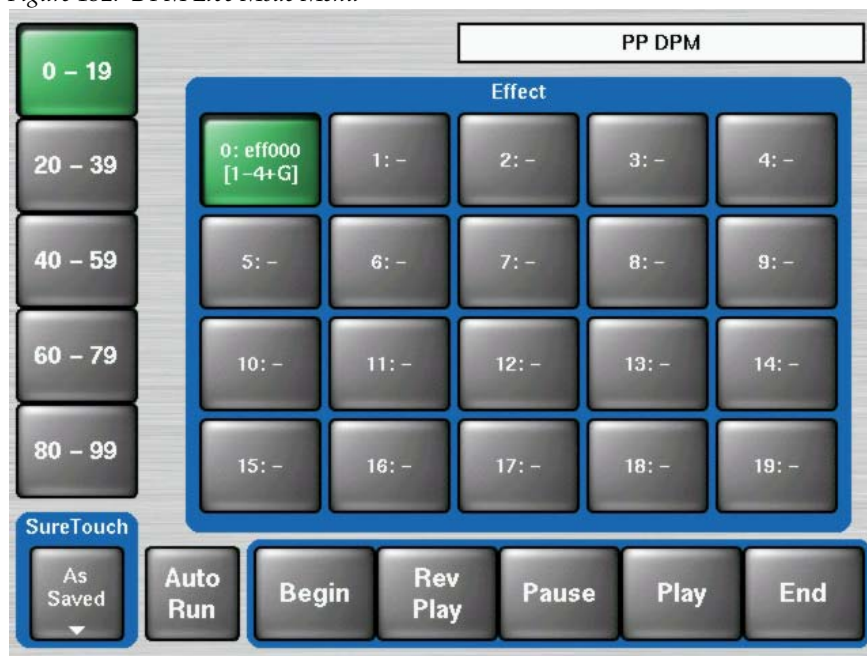 PP DPM
0 – 19
20 – 39
40 – 59
60 – 79
80 – 99
Effect
0: eff000
[1–4+G]
1: –
2: –
3: –
4: –
5: –
6: –
7: –
8: –
9: –
10: –
11: –
12: –
13: –
14: –
15: –
16: –
17: –
18: –
19: –
SureTouch
As
Saved
Auto
Run
Begin
Rev
Play
Pause
Play
End